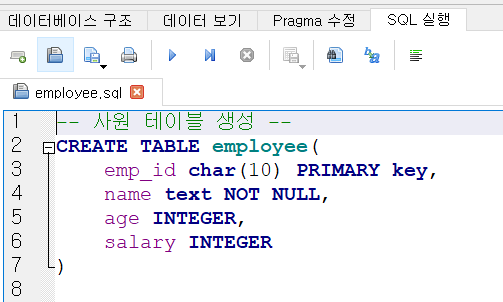 데이터베이스 구조 데이터 보기 Pragma 수정 SQL 실행
employee.sql
1 -- 사원 테이블 생성 --
2 CREATE TABLE employee(
3 emp_id char(10) PRIMARY key,
4 name text NOT NULL,
5 age INTEGER,
6 salary INTEGER
7 )
8